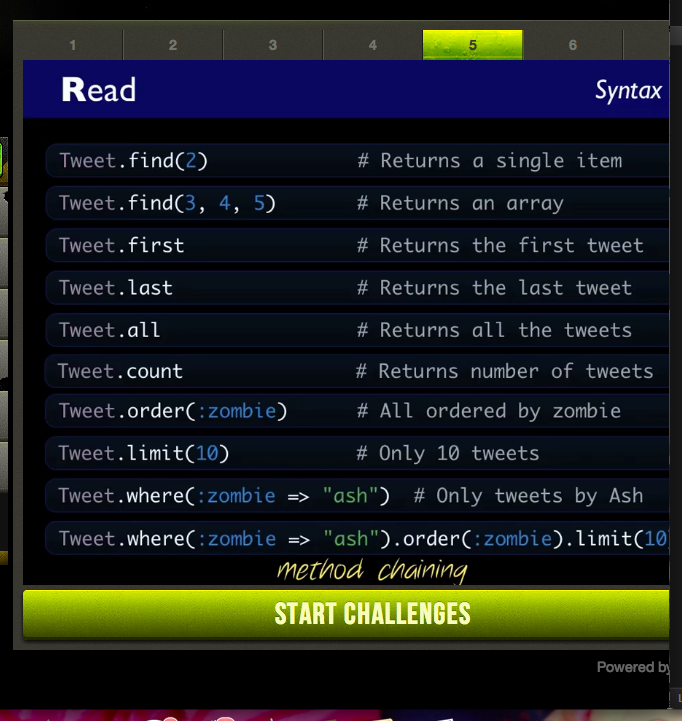 1 2 3 4 5 6
Read Syntax
Tweet.find(2) # Returns a single item
Tweet.find(3, 4, 5) # Returns an array
Tweet.first # Returns the first tweet
Tweet.last # Returns the last tweet
Tweet.all # Returns all the tweets
Tweet.count # Returns number of tweets
Tweet.order(:zombie) # All ordered by zombie
Tweet.limit(10) # Only 10 tweets
Tweet.where(:zombie => "ash") # Only tweets by Ash
Tweet.where(:zombie => "ash").order(:zombie).limit(10
method chaining
START CHALLENGES
Powered by